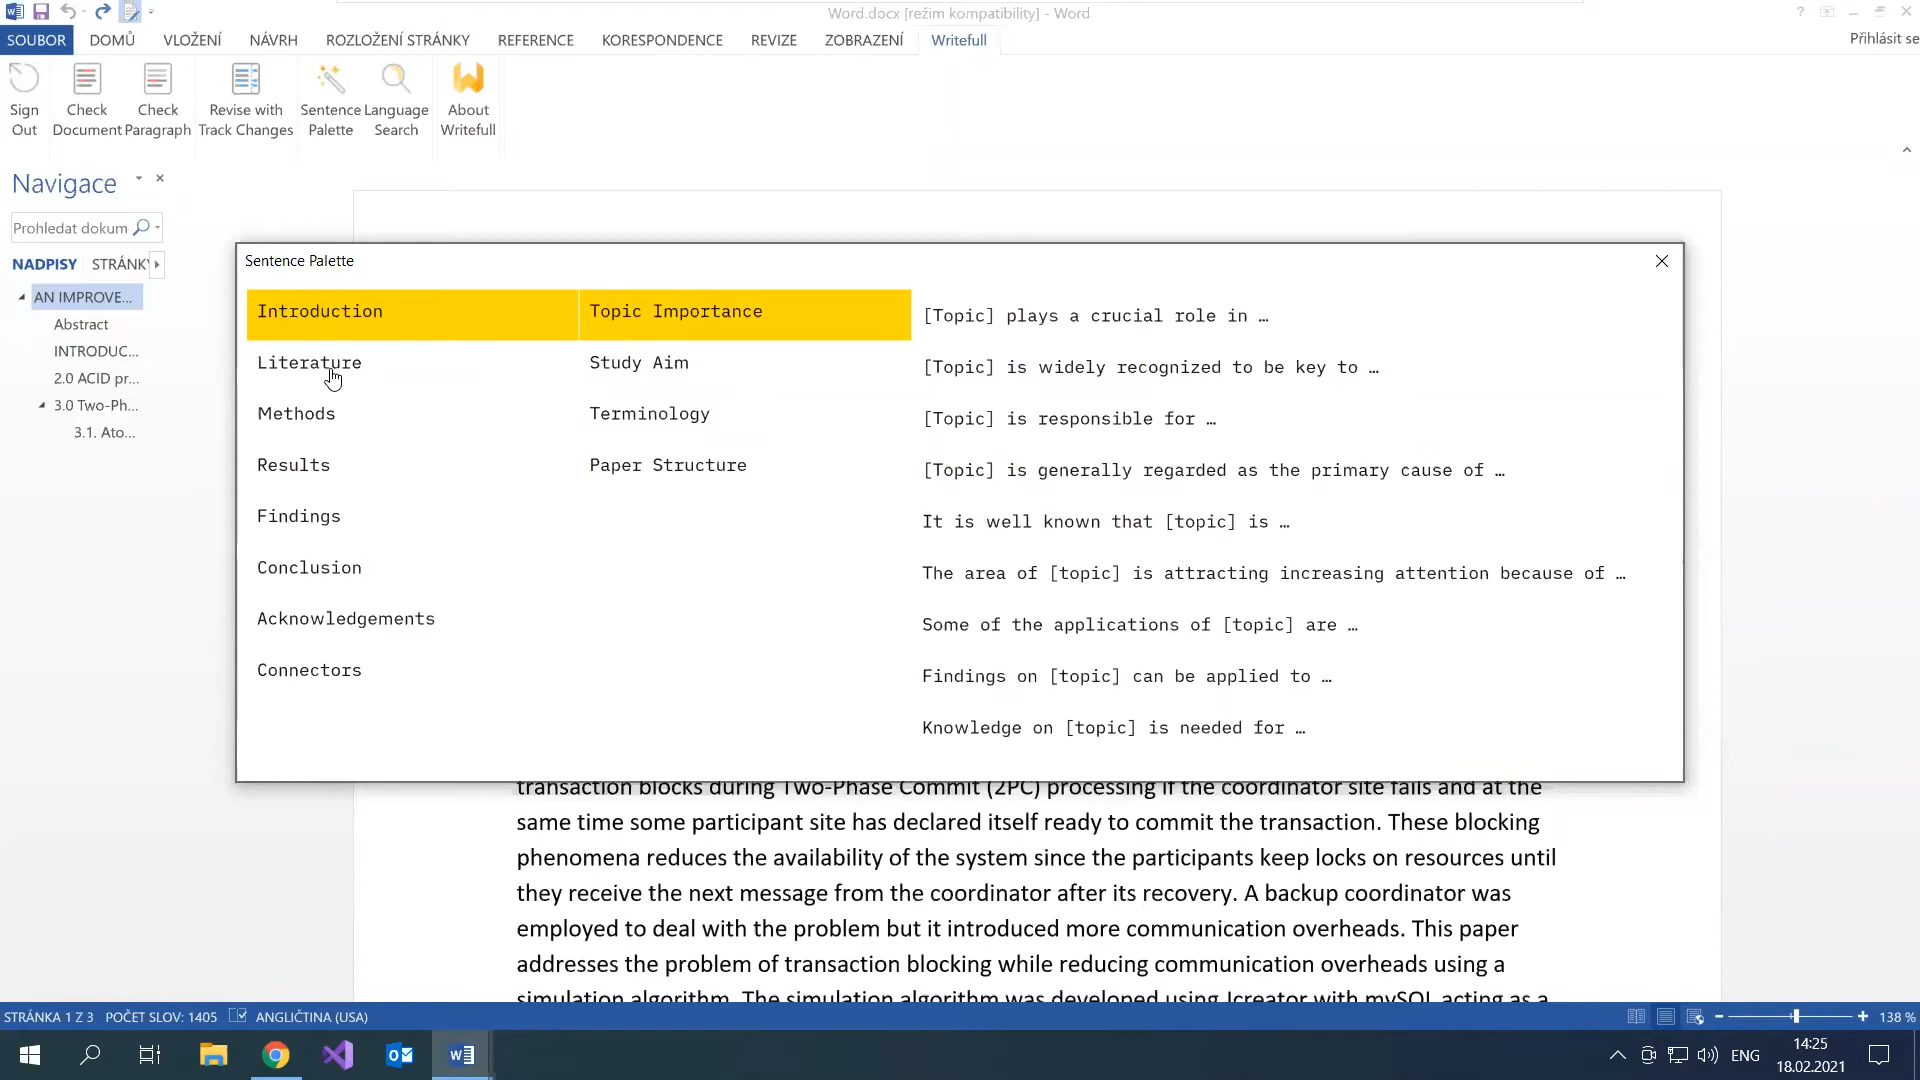 Word.docx [režim kompatibility] - Word
SOUBOR DOMŮ VLOŽENÍ NÁVRH ROZLOŽENÍ STRÁNKY REFERENCE KORESPONDENCE REVIZE ZOBRAZENÍ Writefull Přihlásit se
Sign Out
Check Document
Check Paragraph
Revise with Track Changes
Sentence Palette
Language Search
About Writefull
Navigace
Prohledat dokum
NADPISY STRÁNKY
AN IMPROVE...
Abstract
INTRODUC...
2.0 ACID pr...
3.0 Two-Ph...
3.1. Ato...
Sentence Palette
Introduction
Literature
Methods
Results
Findings
Conclusion
Acknowledgements
Connectors
Topic Importance
Study Aim
Terminology
Paper Structure
[Topic] plays a crucial role in …
[Topic] is widely recognized to be key to …
[Topic] is responsible for …
[Topic] is generally regarded as the primary cause of …
It is well known that [topic] is …
The area of [topic] is attracting increasing attention because of …
Some of the applications of [topic] are …
Findings on [topic] can be applied to …
Knowledge on [topic] is needed for …
transaction blocks during Two-Phase Commit (2PC) processing if the coordinator site fails and at the
same time some participant site has declared itself ready to commit the transaction. These blocking
phenomena reduces the availability of the system since the participants keep locks on resources until
they receive the next message from the coordinator after its recovery. A backup coordinator was
employed to deal with the problem but it introduced more communication overheads. This paper
addresses the problem of transaction blocking while reducing communication overheads using a
simulation algorithm. The simulation algorithm was developed using Jcreator with mySQL acting as a
STRÁNKA 1 Z 3 POČET SLOV: 1405 ANGLIČTINA (USA) 138 %
ENG
14:25
18.02.2021